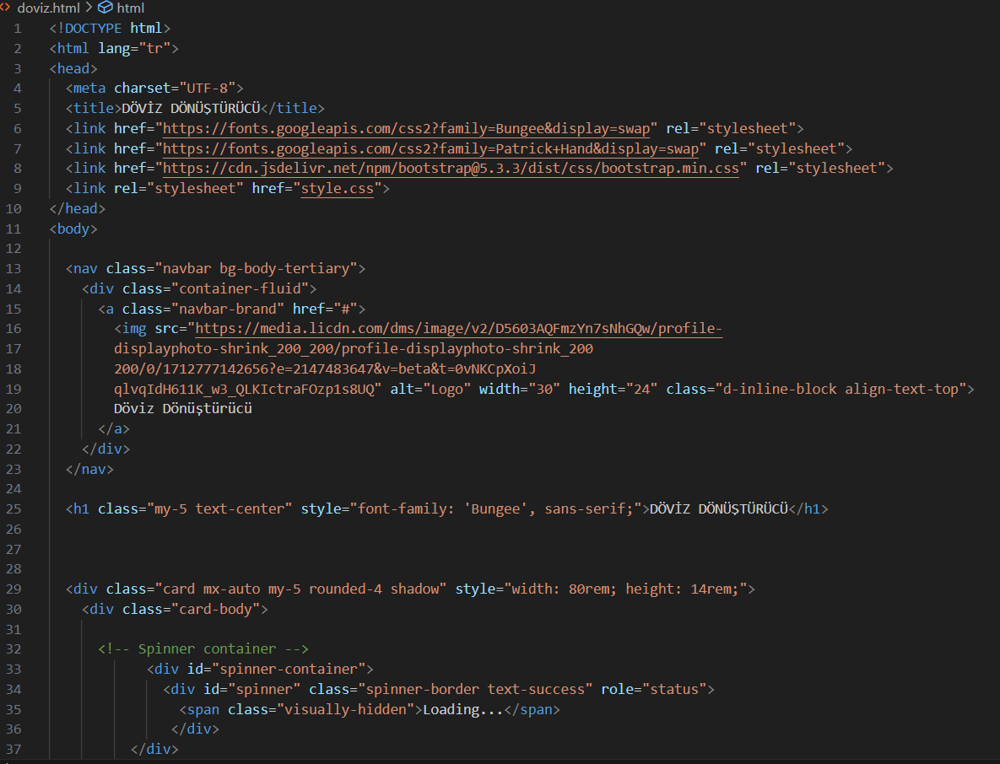 doviz.html > html
1 <!DOCTYPE html>
2 <html lang="tr">
3 <head>
4 <meta charset="UTF-8">
5 <title>DÖVİZ DÖNÜŞTÜRÜCÜ</title>
6 <link href="https://fonts.googleapis.com/css2?family=Bungee&display=swap" rel="stylesheet">
7 <link href="https://fonts.googleapis.com/css2?family=Patrick+Hand&display=swap" rel="stylesheet">
8 <link href="https://cdn.jsdelivr.net/npm/bootstrap@5.3.3/dist/css/bootstrap.min.css" rel="stylesheet">
9 <link rel="stylesheet" href="style.css">
10 </head>
11 <body>
12
13 <nav class="navbar bg-body-tertiary">
14 <div class="container-fluid">
15 <a class="navbar-brand" href="#">
16 <img src="https://media.licdn.com/dms/image/v2/D5603AQFmzYn7sNhGQw/profile-
17 displayphoto-shrink_200_200/profile-displayphoto-shrink_200
18 200/0/1712777142656?e=2147483647&v=beta&t=0vNKCpXoiJ
19 qlvqIdH611K_w3_QLKIctraFOzp1s8UQ" alt="Logo" width="30" height="24" class="d-inline-block align-text-top">
20 Döviz Dönüştürücü
21 </a>
22 </div>
23 </nav>
24
25 <h1 class="my-5 text-center" style="font-family: 'Bungee', sans-serif;">DÖVİZ DÖNÜŞTÜRÜCÜ</h1>
26
27
28
29 <div class="card mx-auto my-5 rounded-4 shadow" style="width: 80rem; height: 14rem;">
30 <div class="card-body">
31
32 <!-- Spinner container -->
33 <div id="spinner-container">
34 <div id="spinner" class="spinner-border text-success" role="status">
35 <span class="visually-hidden">Loading...</span>
36 </div>
37 </div>